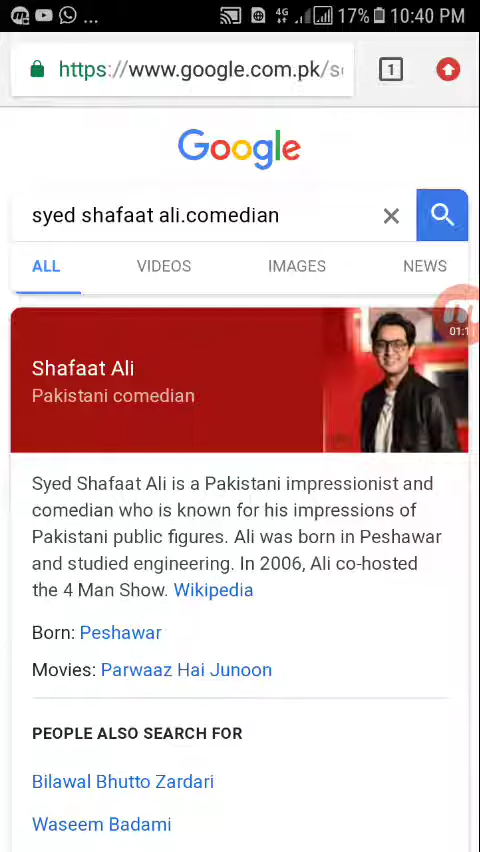 ... 4G 17% 10:40 PM
https://www.google.com.pk/s
1
Google
syed shafaat ali.comedian
ALL VIDEOS IMAGES NEWS
01:1
Shafaat Ali
Pakistani comedian
Syed Shafaat Ali is a Pakistani impressionist and
comedian who is known for his impressions of
Pakistani public figures. Ali was born in Peshawar
and studied engineering. In 2006, Ali co-hosted
the 4 Man Show. Wikipedia
Born: Peshawar
Movies: Parwaaz Hai Junoon
PEOPLE ALSO SEARCH FOR
Bilawal Bhutto Zardari
Waseem Badami